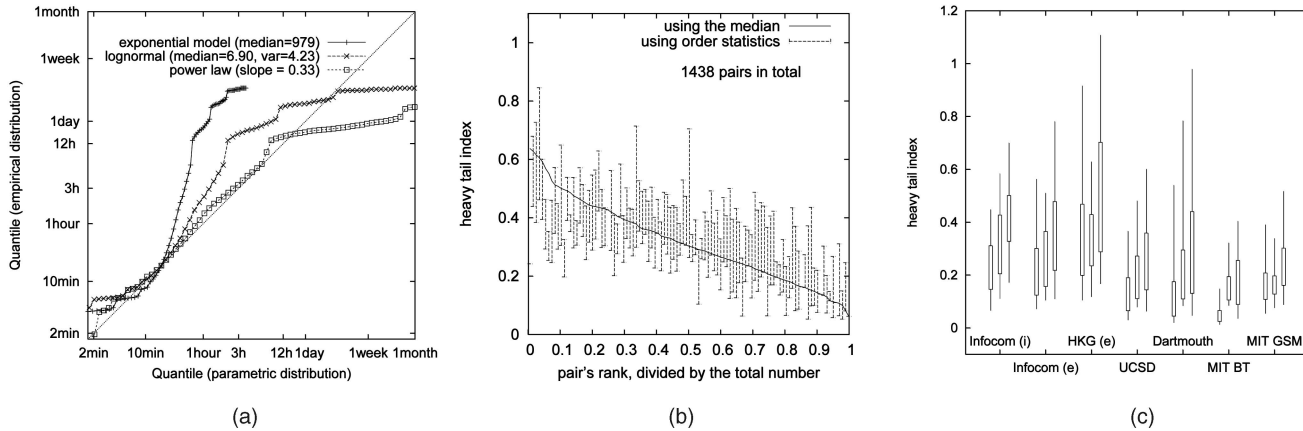 1month
1week
1day
12h
3h
1hour
10min
2min
Quantile (empirical distribution)
exponential model (median=979)
lognormal (median=6.90, var=4.23)
power law (slope = 0.33)
2min 10min 1hour 3h 12h 1day 1week 1month
Quantile (parametric distribution)
(a)
1
0.8
0.6
0.4
0.2
0
heavy tail index
using the median
using order statistics
1438 pairs in total
0 0.1 0.2 0.3 0.4 0.5 0.6 0.7 0.8 0.9 1
pair's rank, divided by the total number
(b)
1.2
1
0.8
0.6
0.4
0.2
0
heavy tail index
Infocom (i) HKG (e) Dartmouth MIT GSM
Infocom (e) UCSD MIT BT
(c)